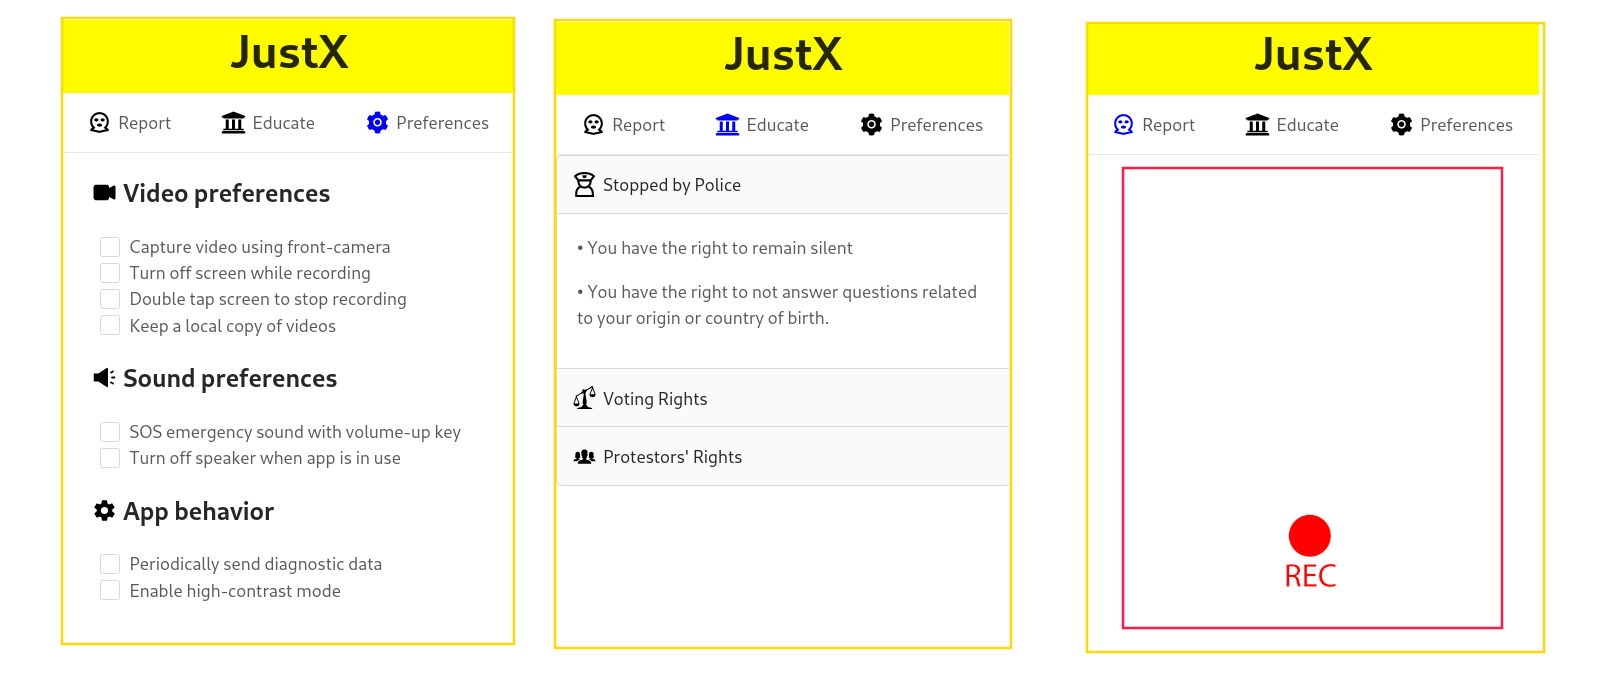 JustX
Report Educate Preferences
Video preferences
Capture video using front-camera
Turn off screen while recording
Double tap screen to stop recording
Keep a local copy of videos
Sound preferences
SOS emergency sound with volume-up key
Turn off speaker when app is in use
App behavior
Periodically send diagnostic data
Enable high-contrast mode
JustX
Report Educate Preferences
Stopped by Police
• You have the right to remain silent
• You have the right to not answer questions related
to your origin or country of birth.
Voting Rights
Protestors' Rights
JustX
Report Educate Preferences
REC